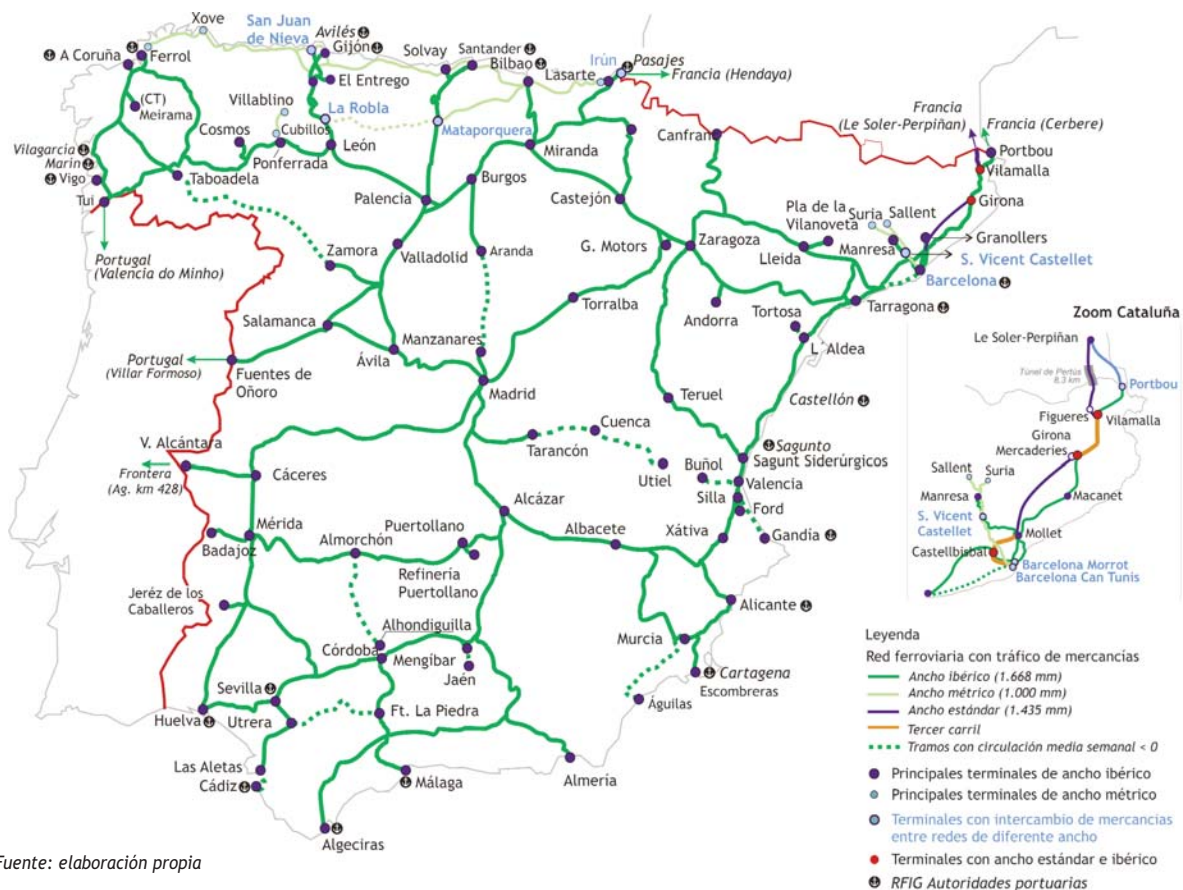 Xove
San Juan
de Nieva
Avilés
Gijón
A Coruña
Ferrol
Solvay
Santander
Bilbao
Irún
Pasajes
Lasarte
Francia (Hendaya)
El Entrego
(CT)
Meirama
Villablino
La Robla
Cosmos
Cubillos
Mataporquera
Canfran
Francia
(Le Soler-Perpiñan)
Francia (Cerbere)
Portbou
Vilamalla
Vilagarcía
Marín
Vigo
Tui
Taboadela
Ponferrada
León
Miranda
Burgos
Palencia
Castejón
Girona
Pla de la
Vilanoveta
Suria
Sallent
Granollers
Portugal
(Valencia do Minho)
Zamora
Valladolid
Aranda
G. Motors
Zaragoza
Lleida
Manresa
S. Vicent Castellet
Barcelona
Torralba
Andorra
Tortosa
Tarragona
L'Aldea
Salamanca
Ávila
Manzanares
Portugal
(Villar Formoso)
Fuentes de
Oñoro
Madrid
Teruel
Castellón
V. Alcántara
Frontera
(Ag. km 428)
Cáceres
Tarancón
Cuenca
Utiel
Buñol
Sagunto
Sagunt Siderúrgicos
Valencia
Silla
Ford
Alcázar
Mérida
Badajoz
Almorchón
Puertollano
Refinería
Puertollano
Albacete
Xátiva
Gandía
Jeréz de los
Caballeros
Alhondiguilla
Córdoba
Mengíbar
Jaén
Alicante
Murcia
Cartagena
Escombreras
Águilas
Sevilla
Huelva
Utrera
Ft. La Piedra
Las Aletas
Cádiz
Málaga
Almería
Algeciras
Zoom Cataluña
Le Soler-Perpiñan
Túnel de Pertús
8,3 km
Portbou
Figueres
Vilamalla
Girona
Mercaderies
Sallent
Suria
Manresa
Macanet
S. Vicent
Castellet
Mollet
Castellbisbal
Barcelona Morrot
Barcelona Can Tunis
Leyenda
Red ferroviaria con tráfico de mercancías
Ancho ibérico (1.668 mm)
Ancho métrico (1.000 mm)
Ancho estándar (1.435 mm)
Tercer carril
Tramos con circulación media semanal < 0
Principales terminales de ancho ibérico
Principales terminales de ancho métrico
Terminales con intercambio de mercancías
entre redes de diferente ancho
Terminales con ancho estándar e ibérico
RFIG Autoridades portuarias
Fuente: elaboración propia